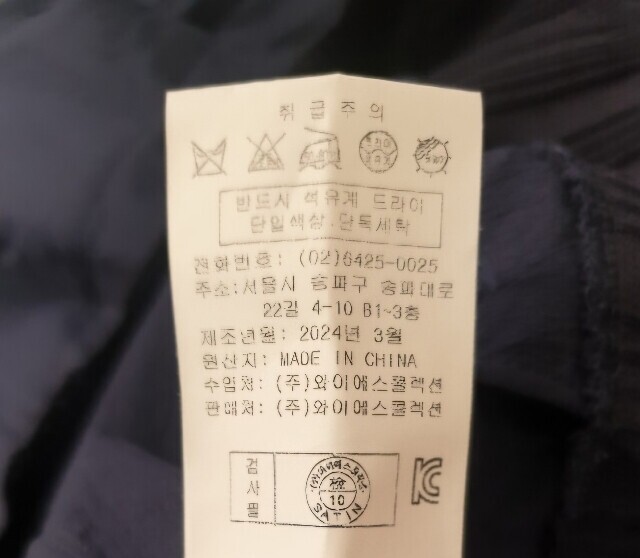 취급주의
반드시 석유계 드라이
단일색상.단독세탁
전화번호: (02)6425-0025
주소:서울시 송파구 송파대로
22길 4-10 B1~3층
제조년월: 2024년 3월
원산지: MADE IN CHINA
수입처: (주)와이에스콜렉션
판매처: (주)와이에스콜렉션
검사필
檢
10
NITAS